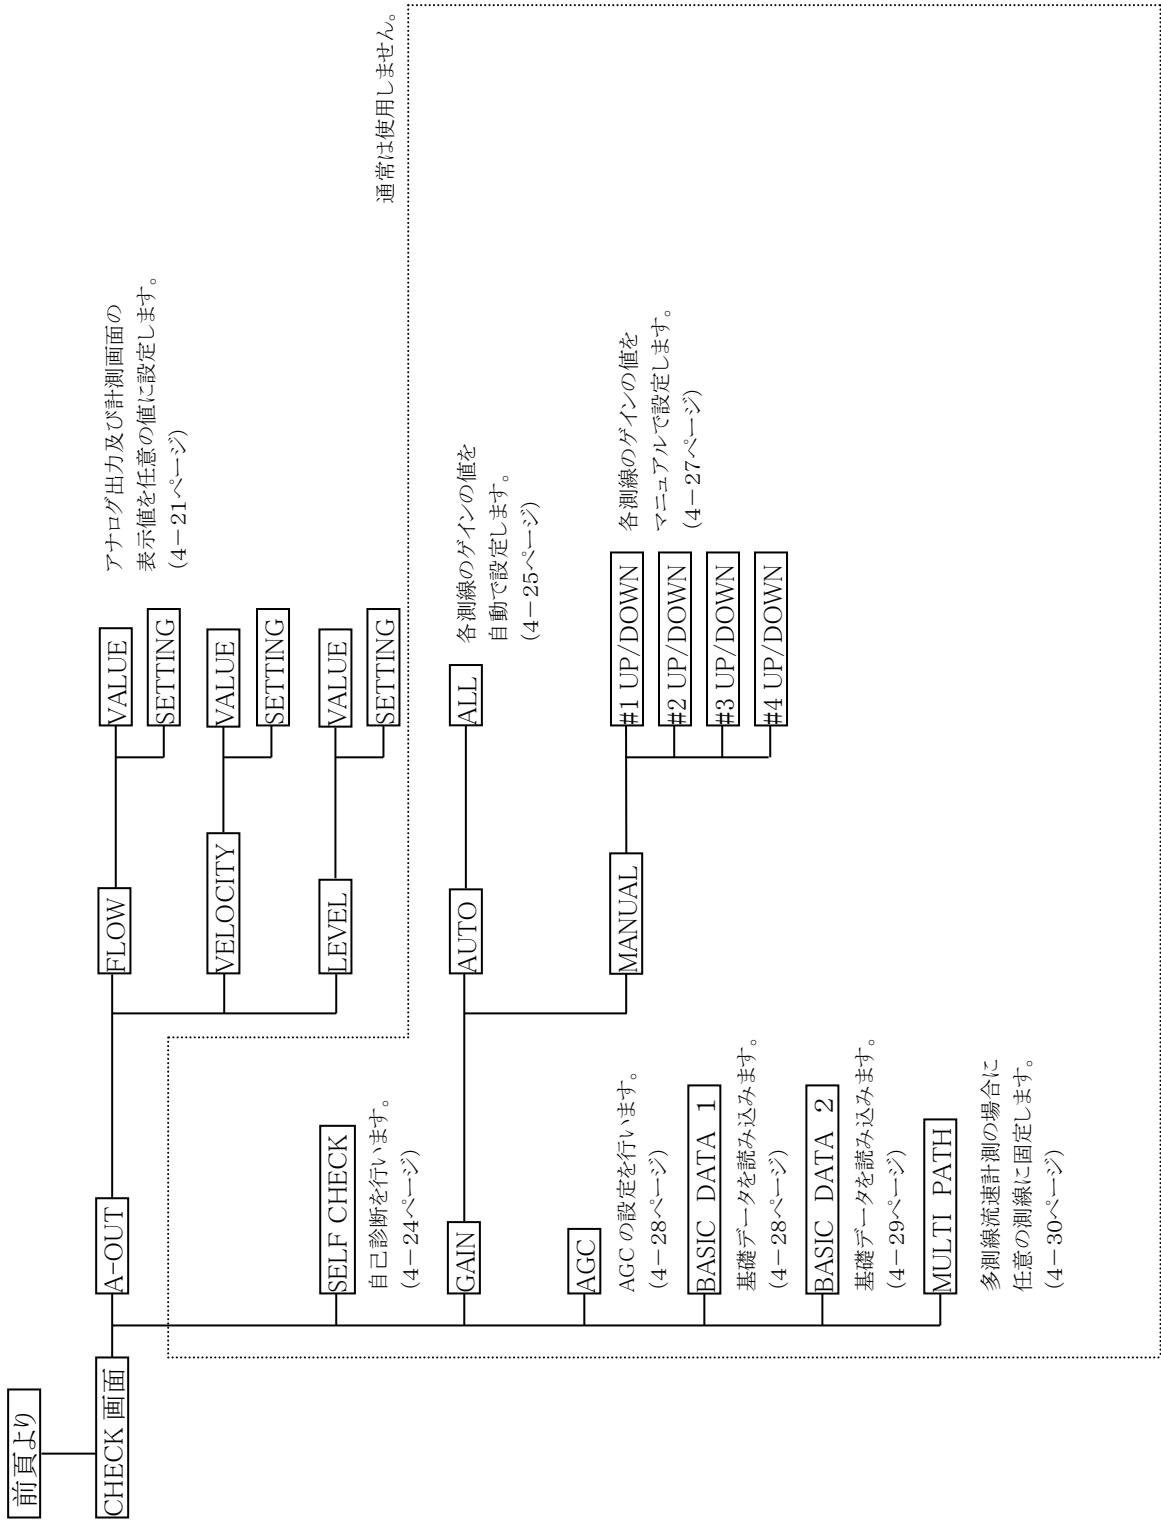 前頁より
CHECK 画面
A-OUT
FLOW
VALUE
SETTING
アナログ出力及び計測画面の
表示値を任意の値に設定します。
(4－21ページ)
VELOCITY
VALUE
SETTING
LEVEL
VALUE
SETTING
通常は使用しません。
SELF CHECK
自己診断を行います。
(4－24ページ)
GAIN
AUTO
ALL
各測線のゲインの値を
自動で設定します。
(4－25ページ)
MANUAL
#1 UP/DOWN
#2 UP/DOWN
#3 UP/DOWN
#4 UP/DOWN
各測線のゲインの値を
マニュアルで設定します。
(4－27ページ)
AGC
AGC の設定を行います。
(4－28ページ)
BASIC DATA 1
基礎データを読み込みます。
(4－28ページ)
BASIC DATA 2
基礎データを読み込みます。
(4－29ページ)
MULTI PATH
多測線流速計測の場合に
任意の測線に固定します。
(4－30ページ)